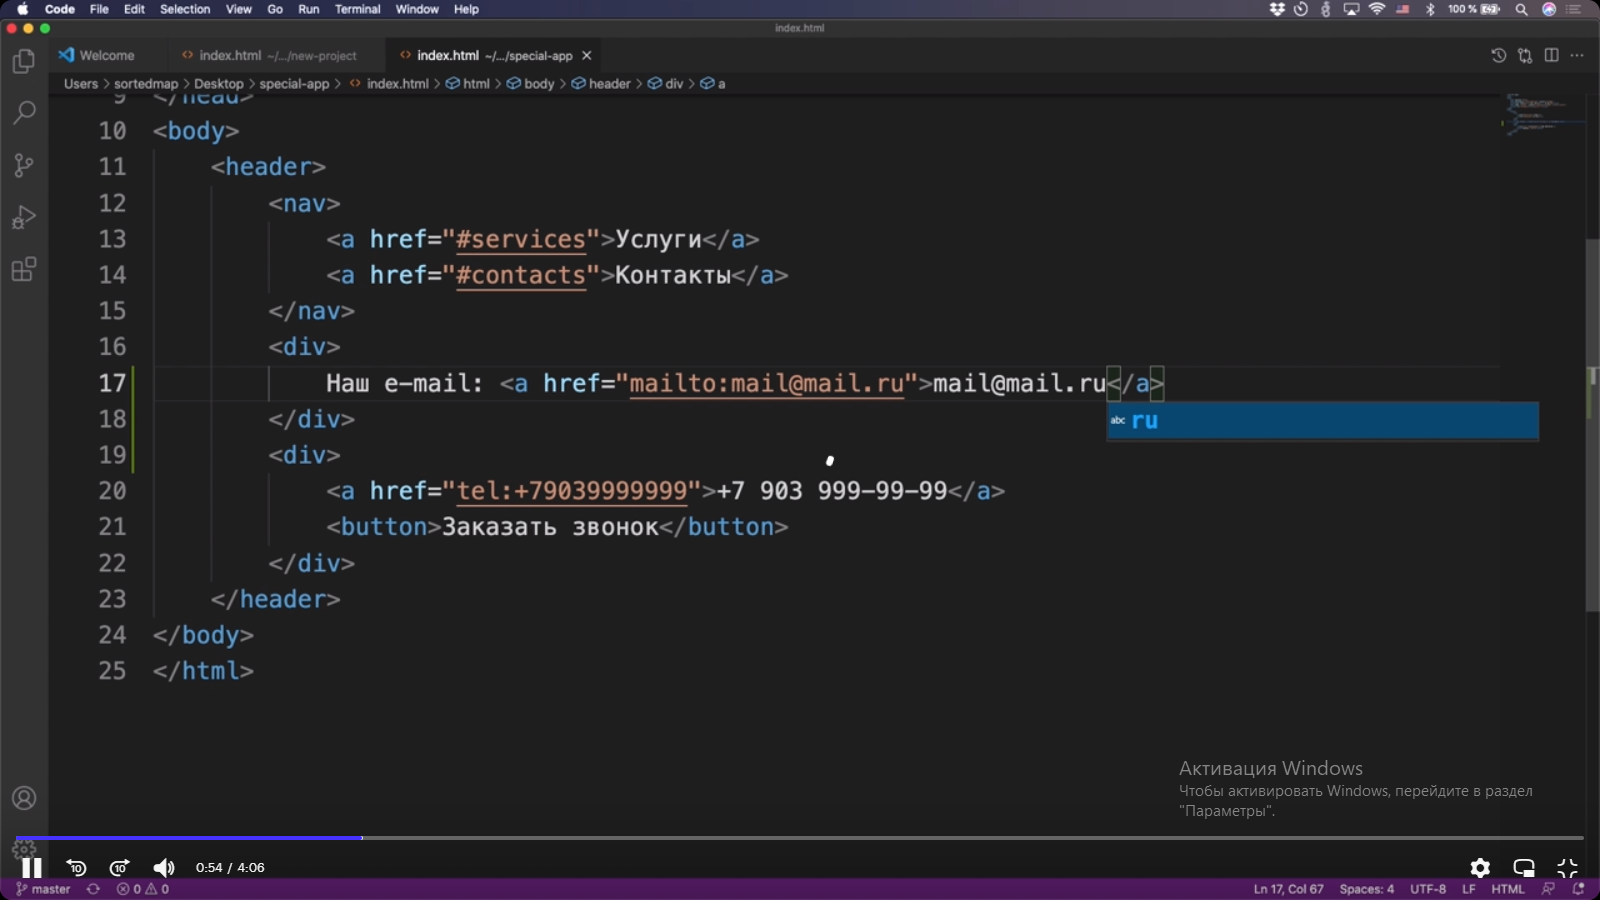 Code File Edit Selection View Go Run Terminal Window Help 100 %
index.html
Welcome index.html ~/.../new-project index.html ~/.../special-app
Users > sortedmap > Desktop > special-app > index.html > html > body > header > div > a
9 </head>
10 <body>
11 <header>
12 <nav>
13 <a href="#services">Услуги</a>
14 <a href="#contacts">Контакты</a>
15 </nav>
16 <div>
17 Наш e-mail: <a href="mailto:mail@mail.ru">mail@mail.ru</a>
abc ru
18 </div>
19 <div>
20 <a href="tel:+79039999999">+7 903 999-99-99</a>
21 <button>Заказать звонок</button>
22 </div>
23 </header>
24 </body>
25 </html>
Активация Windows
Чтобы активировать Windows, перейдите в раздел
"Параметры".
10 10 0:54 / 4:06
master 0 0 Ln 17, Col 67 Spaces: 4 UTF-8 LF HTML